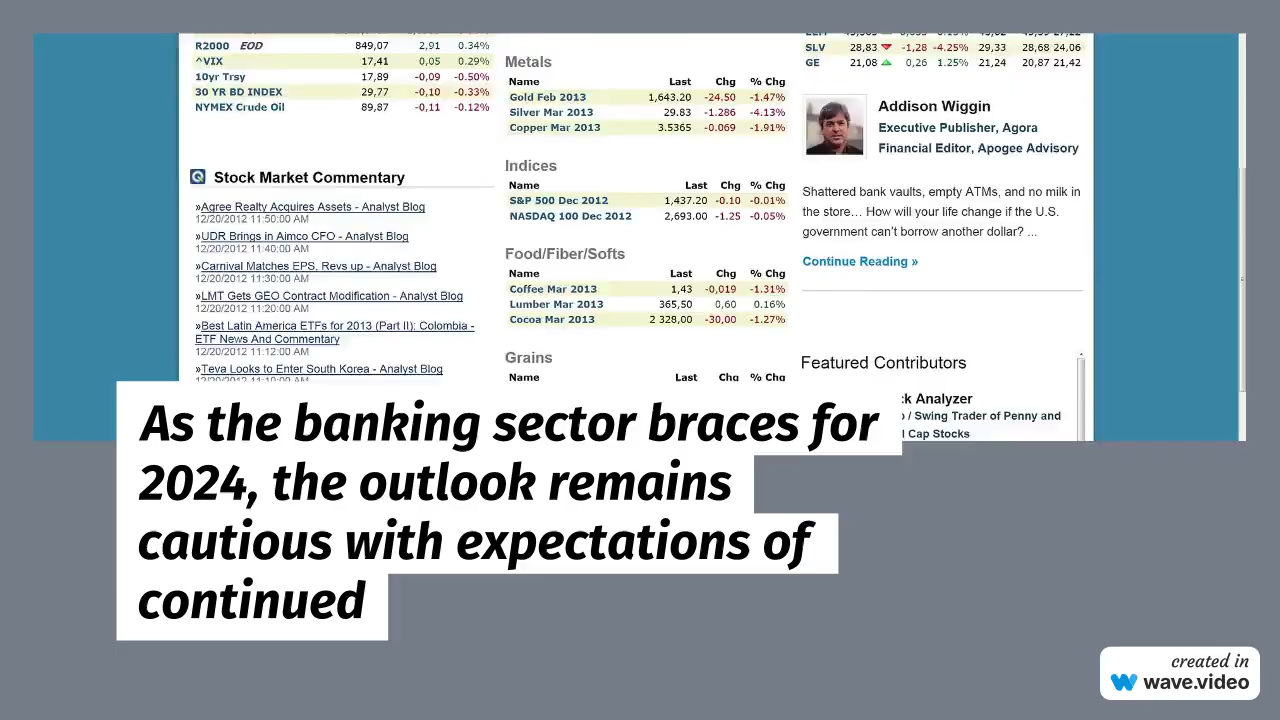 R2000 EOD 849,07 2,91 0.34%
^VIX 17,41 0,05 0.29%
10yr Trsy 17,89 -0,09 -0.50%
30 YR BD INDEX 29,77 -0,10 -0.33%
NYMEX Crude Oil 89,87 -0,11 -0.12%
Stock Market Commentary
»Agree Realty Acquires Assets - Analyst Blog
12/20/2012 11:50:00 AM
»UDR Brings in Aimco CFO - Analyst Blog
12/20/2012 11:40:00 AM
»Carnival Matches EPS, Revs up - Analyst Blog
12/20/2012 11:30:00 AM
»LMT Gets GEO Contract Modification - Analyst Blog
12/20/2012 11:20:00 AM
»Best Latin America ETFs for 2013 (Part II): Colombia -
ETF News And Commentary
12/20/2012 11:12:00 AM
»Teva Looks to Enter South Korea - Analyst Blog
Metals
Name Last Chg % Chg
Gold Feb 2013 1,643.20 -24.50 -1.47%
Silver Mar 2013 29.83 -1.286 -4.13%
Copper Mar 2013 3.5365 -0.069 -1.91%
Indices
Name Last Chg % Chg
S&P 500 Dec 2012 1,437.20 -0.10 -0.01%
NASDAQ 100 Dec 2012 2,693.00 -1.25 -0.05%
Food/Fiber/Softs
Name Last Chg % Chg
Coffee Mar 2013 1,43 -0,019 -1.31%
Lumber Mar 2013 365,50 0,60 0.16%
Cocoa Mar 2013 2 328,00 -30,00 -1.27%
Grains
Name Last Chg % Chg
SLV 28,83 -1,28 -4.25% 29,33 28,68 24,06
GE 21,08 0,26 1.25% 21,24 20,87 21,42
Addison Wiggin
Executive Publisher, Agora
Financial Editor, Apogee Advisory
Shattered bank vaults, empty ATMs, and no milk in
the store… How will your life change if the U.S.
government can't borrow another dollar? ...
Continue Reading »
Featured Contributors
ck Analyzer
/ Swing Trader of Penny and
Cap Stocks
As the banking sector braces for
2024, the outlook remains
cautious with expectations of
continued
created in
wave.video